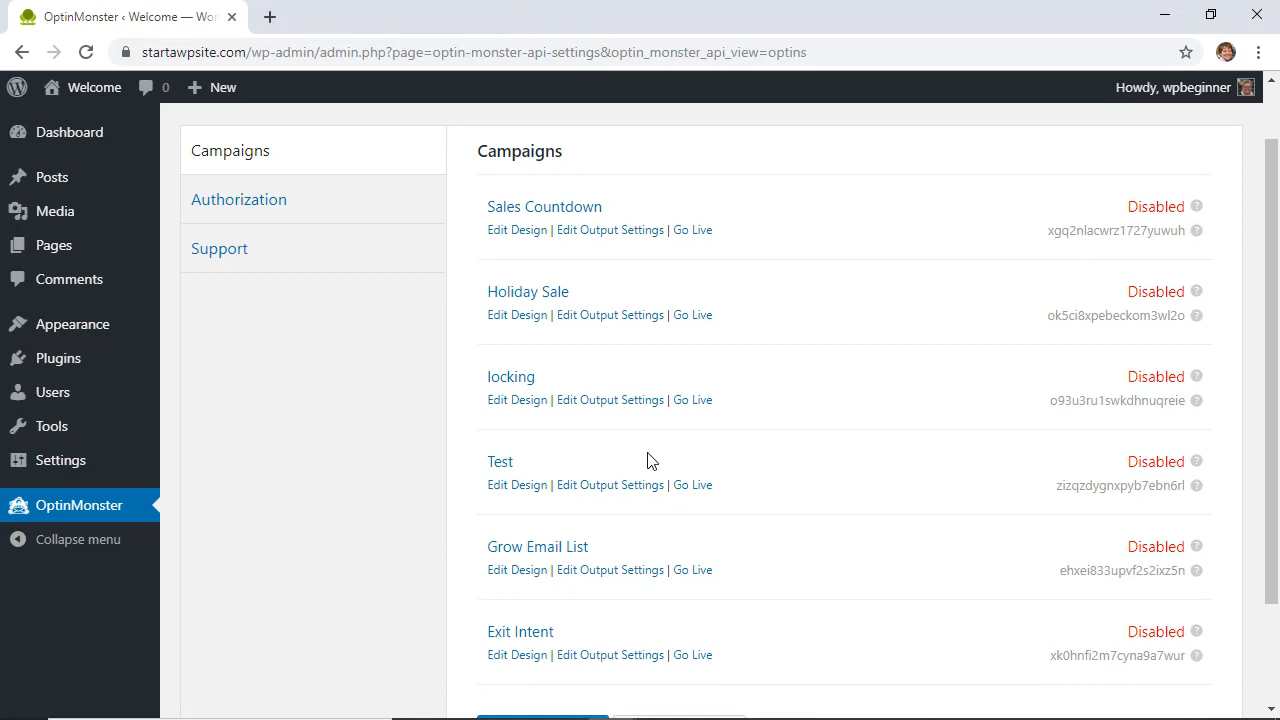 OptinMonster ‹ Welcome — Wor
startawpsite.com/wp-admin/admin.php?page=optin-monster-api-settings&optin_monster_api_view=optins
Welcome 0 New Howdy, wpbeginner
Dashboard
Posts
Media
Pages
Comments
Appearance
Plugins
Users
Tools
Settings
OptinMonster
Collapse menu
Campaigns
Authorization
Support
Campaigns
Sales Countdown Disabled
Edit Design | Edit Output Settings | Go Live xgq2nlacwrz1727yuwuh
Holiday Sale Disabled
Edit Design | Edit Output Settings | Go Live ok5ci8xpebeckom3wl2o
locking Disabled
Edit Design | Edit Output Settings | Go Live o93u3ru1swkdhnuqreie
Test Disabled
Edit Design | Edit Output Settings | Go Live zizqzdygnxpyb7ebn6rl
Grow Email List Disabled
Edit Design | Edit Output Settings | Go Live ehxei833upvf2s2ixz5n
Exit Intent Disabled
Edit Design | Edit Output Settings | Go Live xk0hnfi2m7cyna9a7wur